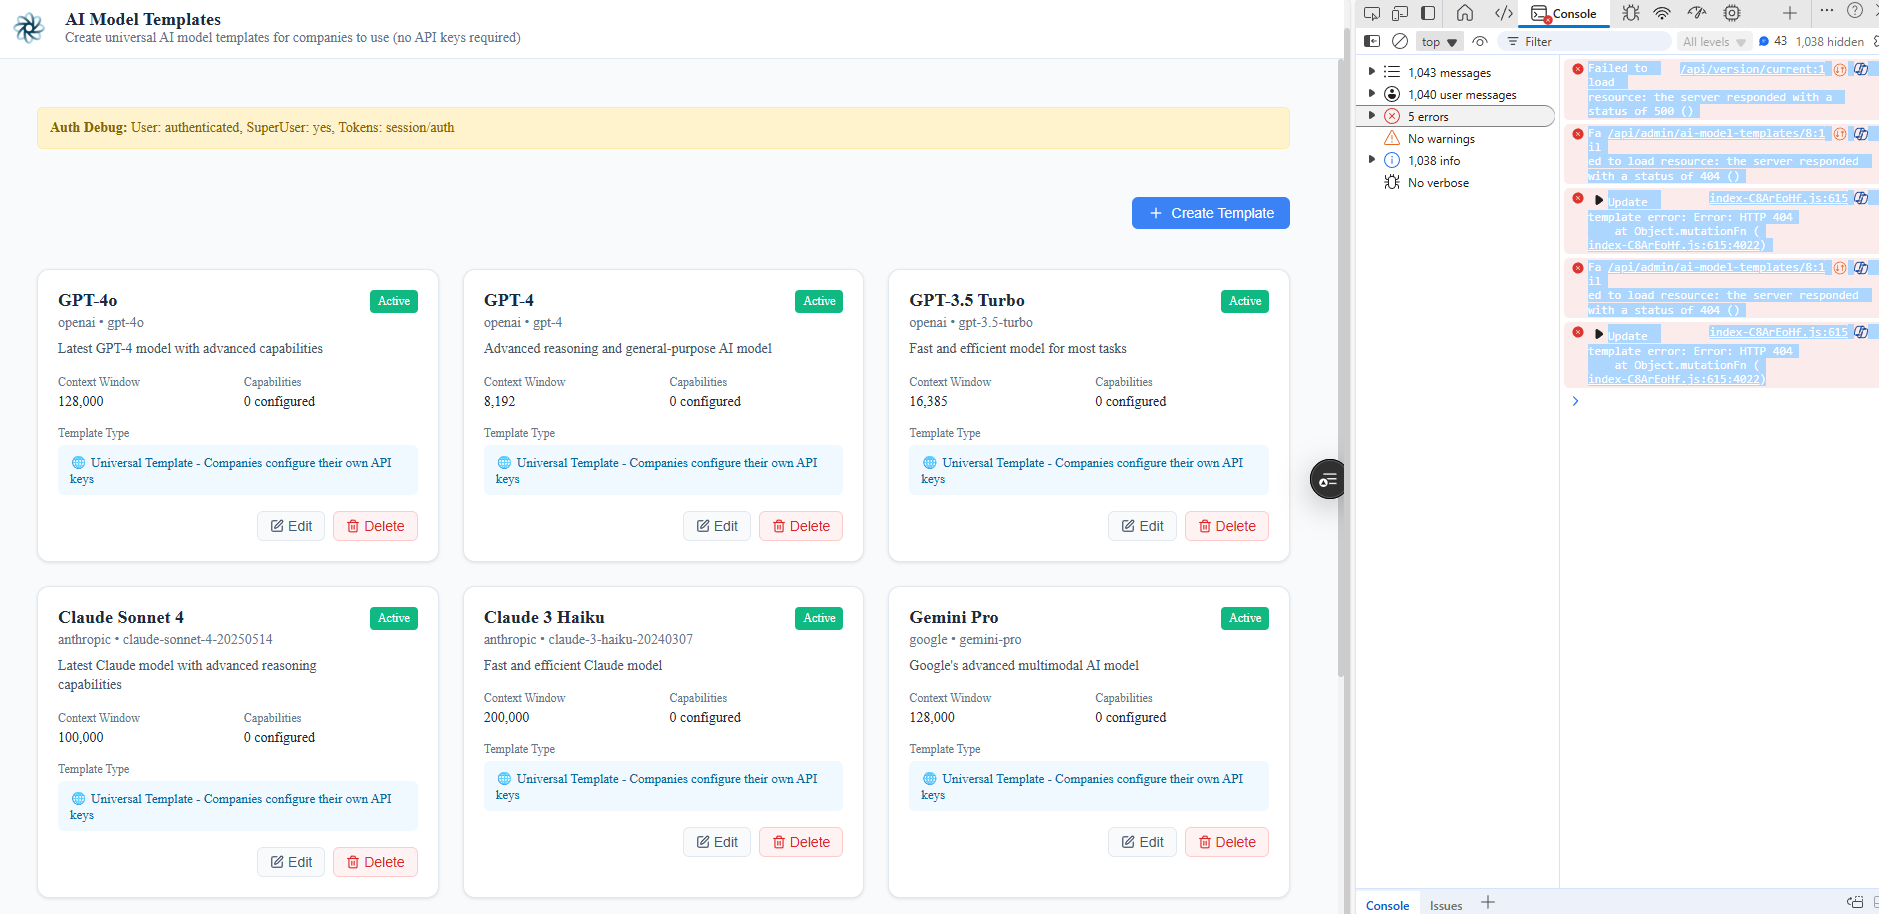 AI Model Templates
Create universal AI model templates for companies to use (no API keys required)
Auth Debug: User: authenticated, SuperUser: yes, Tokens: session/auth
Create Template
GPT-4o
Active
openai • gpt-4o
Latest GPT-4 model with advanced capabilities
Context Window
Capabilities
128,000
0 configured
Template Type
Universal Template - Companies configure their own API
keys
Edit
Delete
GPT-4
Active
openai • gpt-4
Advanced reasoning and general-purpose AI model
Context Window
Capabilities
8,192
0 configured
Template Type
Universal Template - Companies configure their own API
keys
Edit
Delete
GPT-3.5 Turbo
Active
openai • gpt-3.5-turbo
Fast and efficient model for most tasks
Context Window
Capabilities
16,385
0 configured
Template Type
Universal Template - Companies configure their own API
keys
Edit
Delete
Claude Sonnet 4
Active
anthropic • claude-sonnet-4-20250514
Latest Claude model with advanced reasoning
capabilities
Context Window
Capabilities
100,000
0 configured
Template Type
Universal Template - Companies configure their own API
keys
Edit
Delete
Claude 3 Haiku
Active
anthropic • claude-3-haiku-20240307
Fast and efficient Claude model
Context Window
Capabilities
200,000
0 configured
Template Type
Universal Template - Companies configure their own API
keys
Edit
Delete
Gemini Pro
Active
google • gemini-pro
Google's advanced multimodal AI model
Context Window
Capabilities
128,000
0 configured
Template Type
Universal Template - Companies configure their own API
keys
Edit
Delete
Console
top
Filter
All levels
43
1,038 hidden
1,043 messages
1,040 user messages
5 errors
No warnings
1,038 info
No verbose
Failed to /api/version/current:1
load
resource: the server responded with a
status of 500 ()
Fa /api/admin/ai-model-templates/8:1
il
ed to load resource: the server responded
with a status of 404 ()
Update index-C8ArEoHf.js:615
template error: Error: HTTP 404
at Object.mutationFn (
index-C8ArEoHf.js:615:4022)
Fa /api/admin/ai-model-templates/8:1
il
ed to load resource: the server responded
with a status of 404 ()
Update index-C8ArEoHf.js:615
template error: Error: HTTP 404
at Object.mutationFn (
index-C8ArEoHf.js:615:4022)
Console
Issues